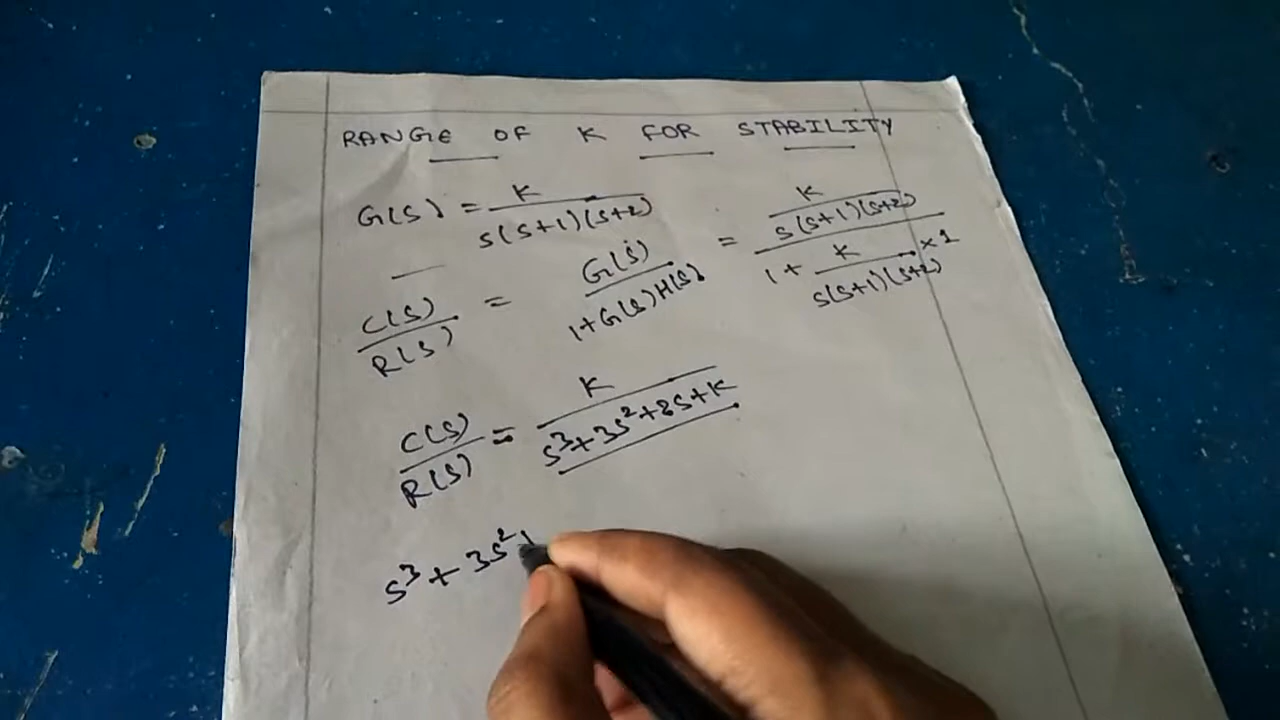 RANGE OF K FOR STABILITY
G(S) = K / S(S+1)(S+2)
C(S) / R(S) = G(S) / 1+G(S)H(S) = K / S(S+1)(S+2) / 1 + K / S(S+1)(S+2) ×1
C(S) / R(S) = K / S³+3S²+2S+K
S³ + 3S²